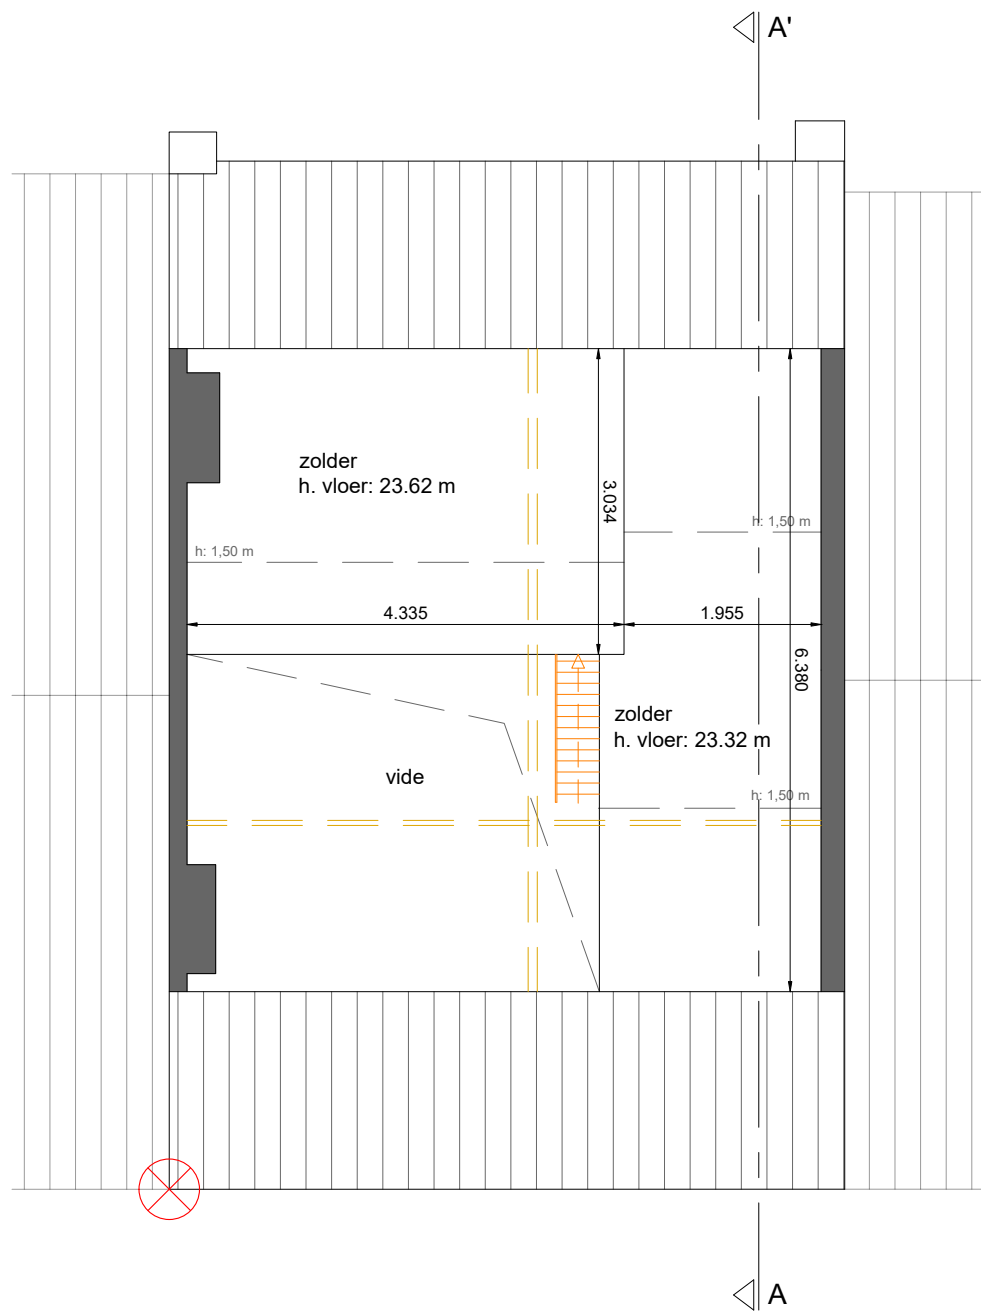 A'
zolder
h. vloer: 23.62 m
3.034
h: 1,50 m
h: 1,50 m
4.335
1.955
6.380
zolder
h. vloer: 23.32 m
vide
h: 1,50 m
A